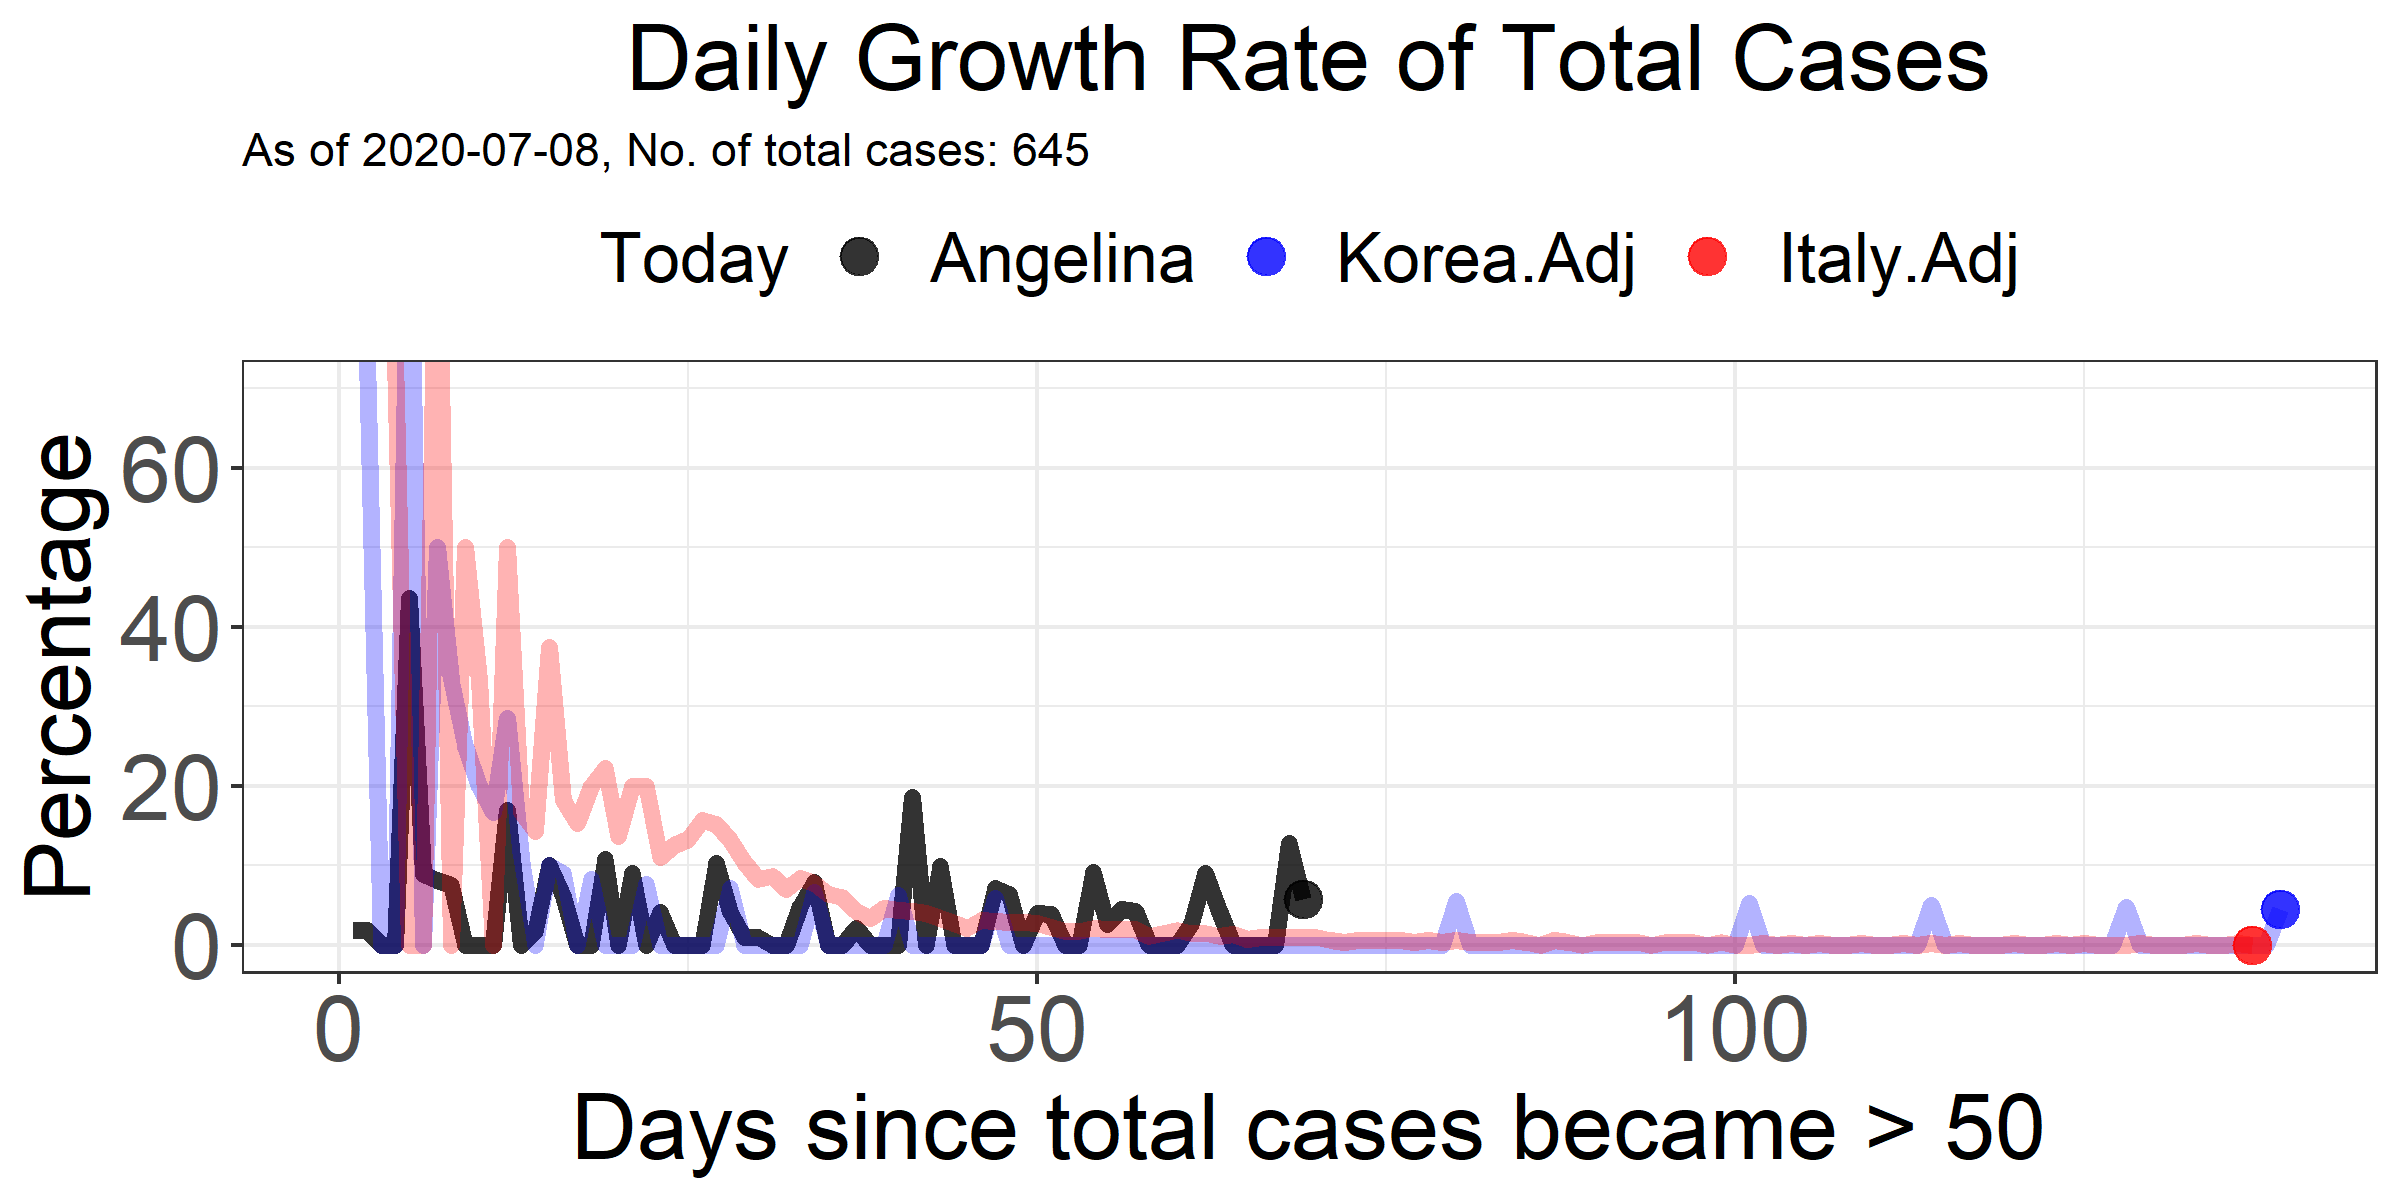 Daily Growth Rate of Total Cases
As of 2020-07-08, No. of total cases: 645
Today Angelina Korea.Adj Italy.Adj
Percentage
60
40
20
0
0 50 100
Days since total cases became > 50